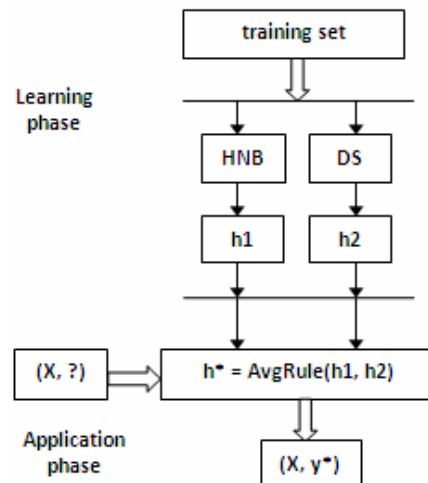 training set
Learning
phase
HNB
DS
h1
h2
(X, ?)
h* = AvgRule(h1, h2)
Application
phase
(X, y*)